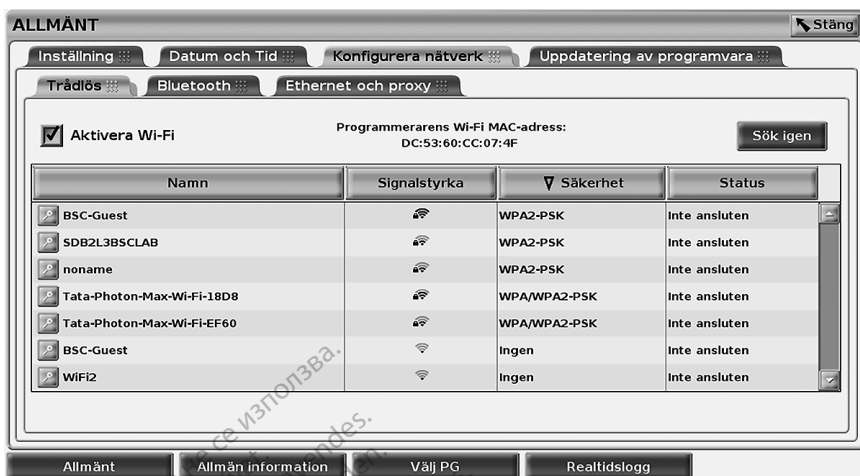 ALLMÄNT
Stäng
Inställning Datum och Tid Konfigurera nätverk Uppdatering av programvara
Trådlös Bluetooth Ethernet och proxy
Aktivera Wi-Fi
Programmerarens Wi-Fi MAC-adress:
DC:53:60:CC:07:4F
Sök igen
Namn Signalstyrka Säkerhet Status
BSC-Guest WPA2-PSK Inte ansluten
SDB2L3BSCLAB WPA2-PSK Inte ansluten
noname WPA2-PSK Inte ansluten
Tata-Photon-Max-Wi-Fi-18D8 WPA/WPA2-PSK Inte ansluten
Tata-Photon-Max-Wi-Fi-EF60 WPA/WPA2-PSK Inte ansluten
BSC-Guest Ingen Inte ansluten
WiFi2 Ingen Inte ansluten
се използва.
Allmänt Allmän information Välj PG Realtidslogg